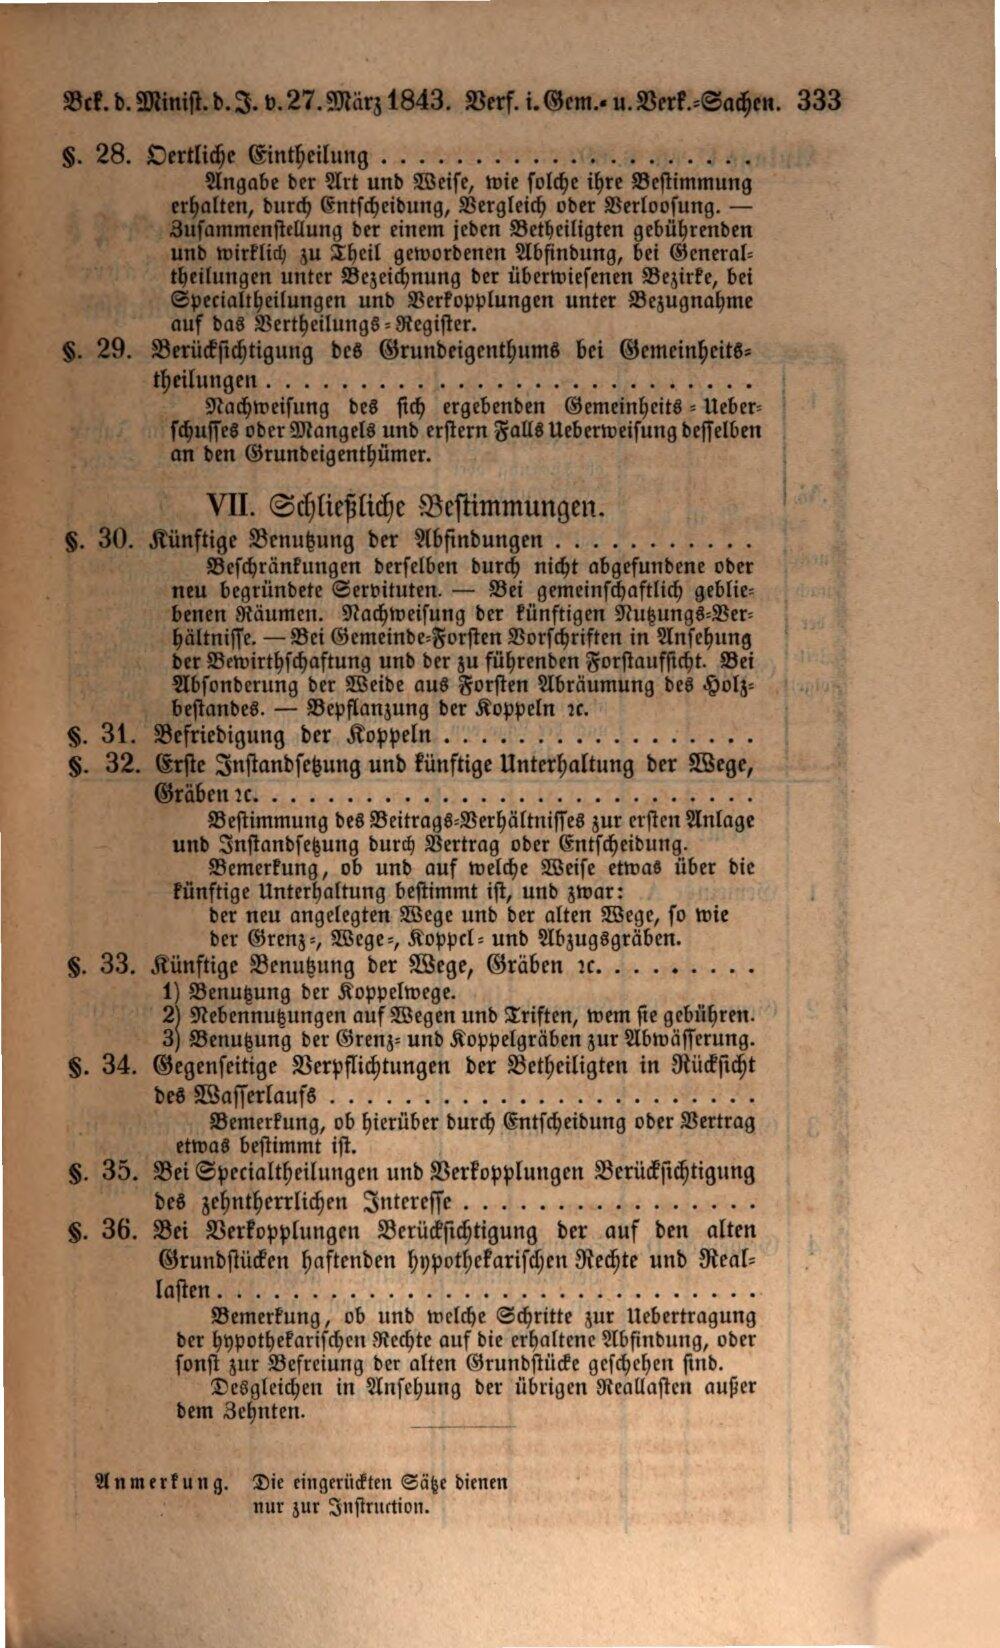 Bek. d. Minist. d. J. v. 27. März 1843. Verf. i. Gem.- u. Verk.-Sachen. 333
§. 28. Oertliche Eintheilung . . . . . . . . . . . . . . . . . . . .
Angabe der Art und Weise, wie solche ihre Bestimmung
erhalten, durch Entscheidung, Vergleich oder Verloosung. —
Zusammenstellung der einem jeden Betheiligten gebührenden
und wirklich zu Theil gewordenen Abfindung, bei General-
theilungen unter Bezeichnung der überwiesenen Bezirke, bei
Specialtheilungen und Verkopplungen unter Bezugnahme
auf das Vertheilungs-Register.
§. 29. Berücksichtigung des Grundeigenthums bei Gemeinheits-
theilungen . . . . . . . . . . . . . . . . . . . . . . . . . .
Nachweisung des sich ergebenden Gemeinheits-Ueber-
schusses oder Mangels und erstern Falls Ueberweisung desselben
an den Grundeigenthümer.
VII. Schließliche Bestimmungen.
§. 30. Künftige Benutzung der Abfindungen . . . . . . . . . . .
Beschränkungen derselben durch nicht abgefundene oder
neu begründete Servituten. — Bei gemeinschaftlich geblie-
benen Räumen. Nachweisung der künftigen Nutzungs-Ver-
hältnisse. — Bei Gemeinde-Forsten Vorschriften in Ansehung
der Bewirthschaftung und der zu führenden Forstaufsicht. Bei
Absonderung der Weide aus Forsten Abräumung des Holz-
bestandes. — Bepflanzung der Koppeln ꝛc.
§. 31. Befriedigung der Koppeln . . . . . . . . . . . . . . . . .
§. 32. Erste Instandsetzung und künftige Unterhaltung der Wege,
Gräben ꝛc. . . . . . . . . . . . . . . . . . . . . . . . . . .
Bestimmung des Beitrags-Verhältnisses zur ersten Anlage
und Instandsetzung durch Vertrag oder Entscheidung.
Bemerkung, ob und auf welche Weise etwas über die
künftige Unterhaltung bestimmt ist, und zwar:
der neu angelegten Wege und der alten Wege, so wie
der Grenz-, Wege-, Koppel- und Abzugsgräben.
§. 33. Künftige Benutzung der Wege, Gräben ꝛc. . . . . . . . .
1) Benutzung der Koppelwege.
2) Nebennutzungen auf Wegen und Triften, wem sie gebühren.
3) Benutzung der Grenz- und Koppelgräben zur Abwässerung.
§. 34. Gegenseitige Verpflichtungen der Betheiligten in Rücksicht
des Wasserlaufs . . . . . . . . . . . . . . . . . . . . . . .
Bemerkung, ob hierüber durch Entscheidung oder Vertrag
etwas bestimmt ist.
§. 35. Bei Specialtheilungen und Verkopplungen Berücksichtigung
des zehntherrlichen Interesse . . . . . . . . . . . . . . . .
§. 36. Bei Verkopplungen Berücksichtigung der auf den alten
Grundstücken haftenden hypothekarischen Rechte und Real-
lasten . . . . . . . . . . . . . . . . . . . . . . . . . . . . .
Bemerkung, ob und welche Schritte zur Uebertragung
der hypothekarischen Rechte auf die erhaltene Abfindung, oder
sonst zur Befreiung der alten Grundstücke geschehen sind.
Desgleichen in Ansehung der übrigen Reallasten außer
dem Zehnten.
Anmerkung. Die eingerückten Sätze dienen
nur zur Instruction.